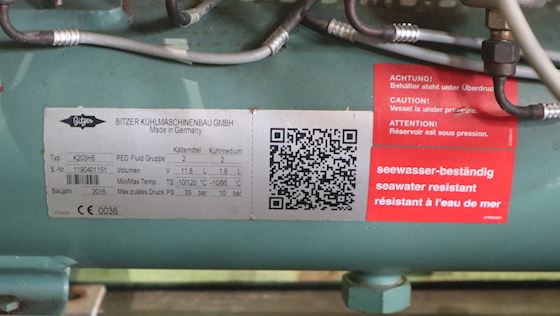 Bitzer
BITZER KÜHLMASCHINENBAU GMBH
Made in Germany
Kältemittel Kühlmedium
Typ K203HB PED Fluid Gruppe 2 2
S.-Nr. 1190401151 Volumen V 11,8 L 1,8 L
Min/Max Temp. TS -10/120 °C -10/95 °C
Baujahr 2016 Max zuläss Druck PS 33 bar 10 bar
CE 0036
ACHTUNG!
Behälter steht unter Überdruck
CAUTION!
Vessel is under pressure.
ATTENTION!
Réservoir est sous pression.
seewasser-beständig
seawater resistant
résistant à l'eau de mer